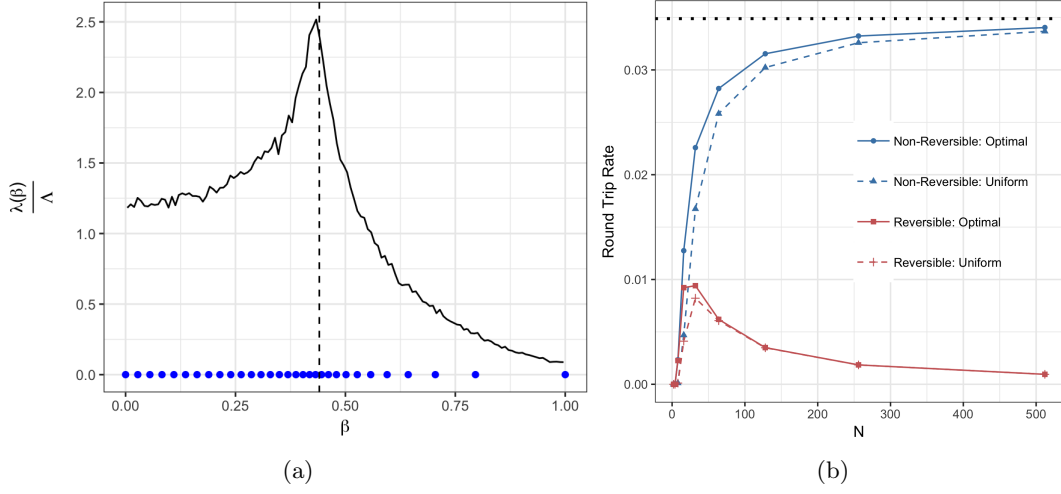 2.5
2.0
1.5
1.0
0.5
0.0
λ(β)
Λ
0.00 0.25 0.50 0.75 1.00
β
(a)
0.03
0.02
0.01
0.00
Round Trip Rate
Non-Reversible: Optimal
Non-Reversible: Uniform
Reversible: Optimal
Reversible: Uniform
0 100 200 300 400 500
N
(b)